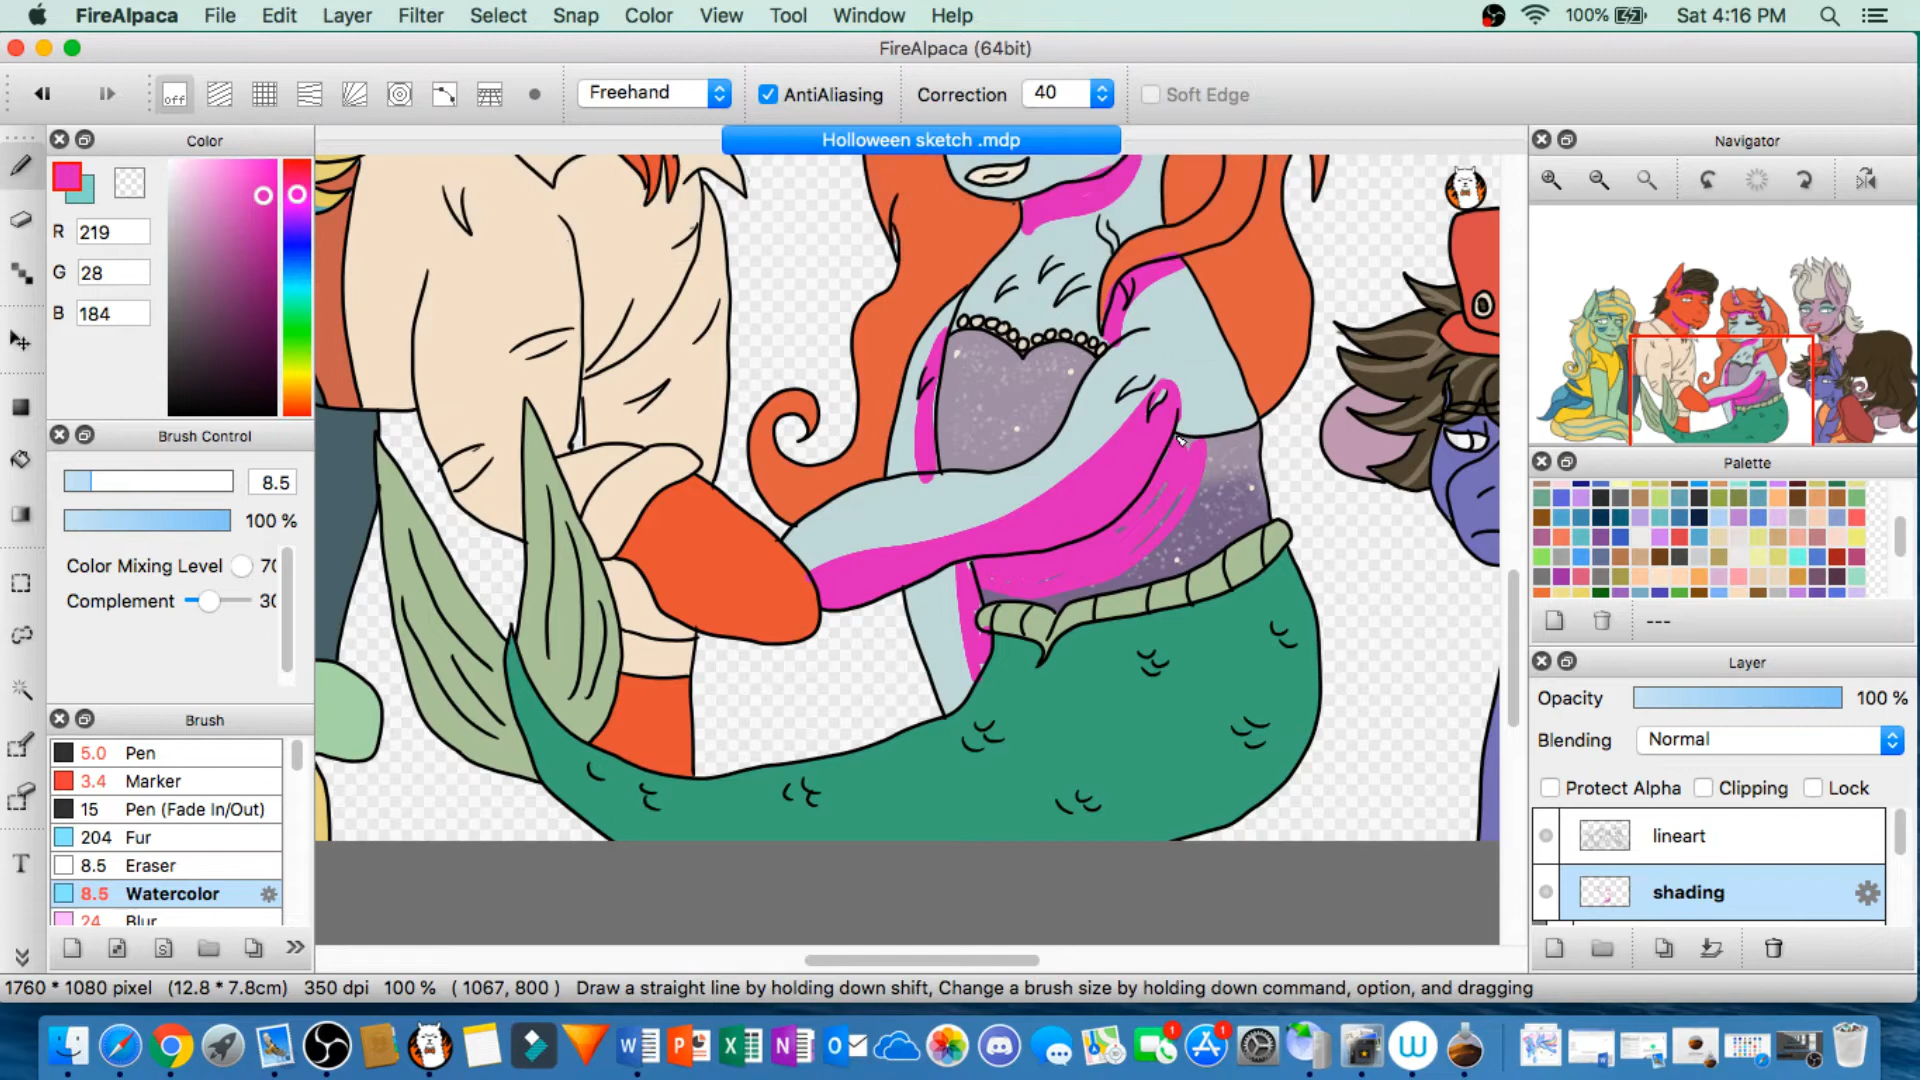 FireAlpaca File Edit Layer Filter Select Snap Color View Tool Window Help 100% Sat 4:16 PM
FireAlpaca (64bit)
off Freehand AntiAliasing Correction 40 Soft Edge
Color
Holloween sketch .mdp
Navigator
R 219
G 28
B 184
Brush Control
8.5
100 %
Color Mixing Level 70
Complement 30
Palette
---
Layer
Opacity 100 %
Blending Normal
Protect Alpha Clipping Lock
lineart
shading
Brush
5.0 Pen
3.4 Marker
15 Pen (Fade In/Out)
204 Fur
8.5 Eraser
8.5 Watercolor
24 Blur
T
1760 * 1080 pixel (12.8 * 7.8cm) 350 dpi 100 % ( 1067, 800 ) Draw a straight line by holding down shift, Change a brush size by holding down command, option, and dragging